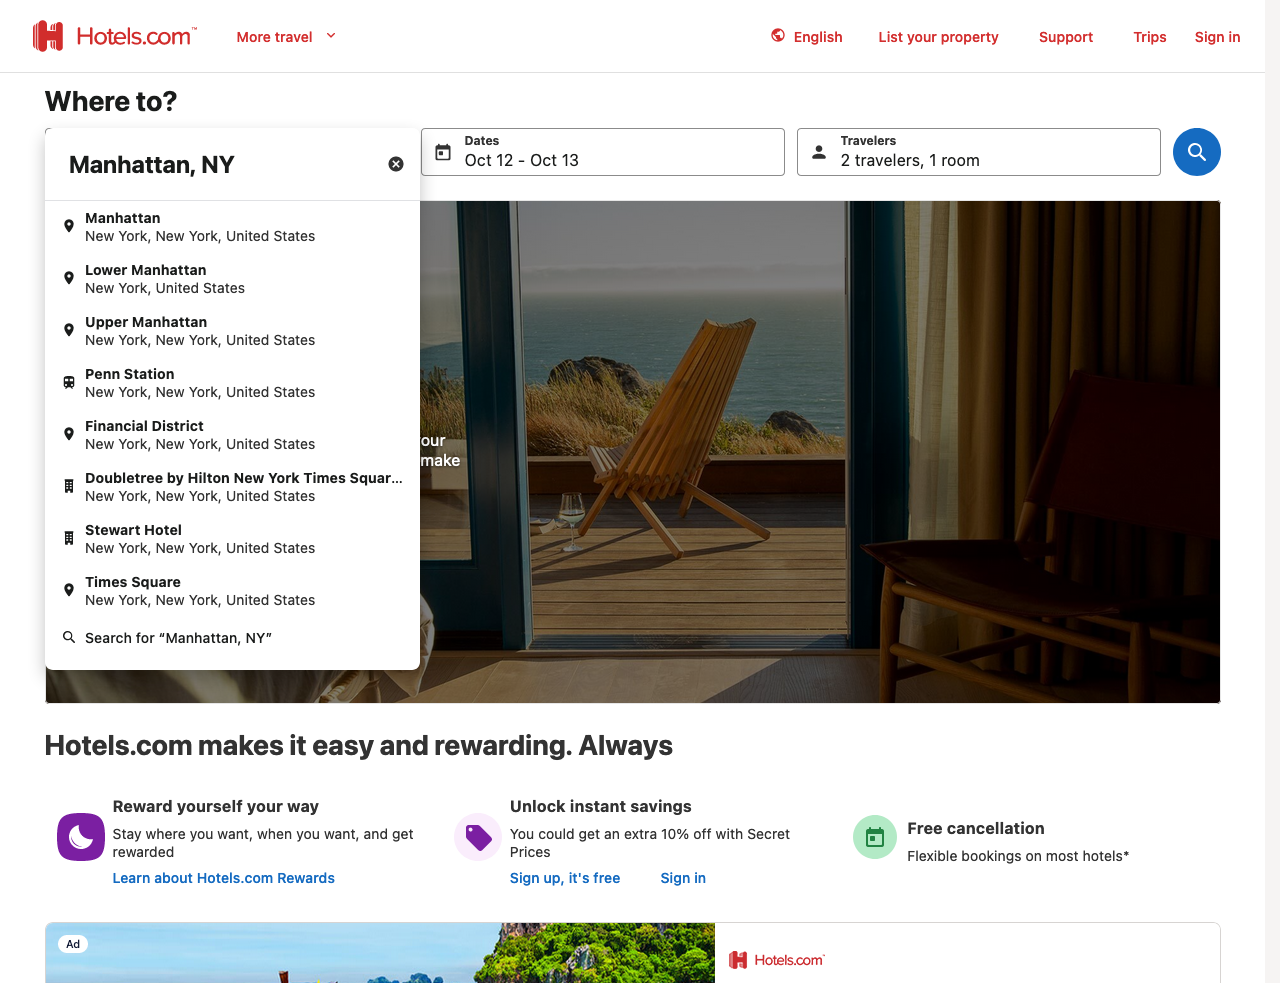 Hotels.com™
More travel
English
List your property
Support
Trips
Sign in
Where to?
Manhattan, NY
Dates
Oct 12 - Oct 13
Travelers
2 travelers, 1 room
Manhattan
New York, New York, United States
Lower Manhattan
New York, United States
Upper Manhattan
New York, New York, United States
Penn Station
New York, New York, United States
Financial District
New York, New York, United States
Doubletree by Hilton New York Times Squar...
New York, New York, United States
Stewart Hotel
New York, New York, United States
Times Square
New York, New York, United States
Search for “Manhattan, NY”
make
Hotels.com makes it easy and rewarding. Always
Reward yourself your way
Stay where you want, when you want, and get
rewarded
Learn about Hotels.com Rewards
Unlock instant savings
You could get an extra 10% off with Secret
Prices
Sign up, it's free
Sign in
Free cancellation
Flexible bookings on most hotels*
Ad
Hotels.com